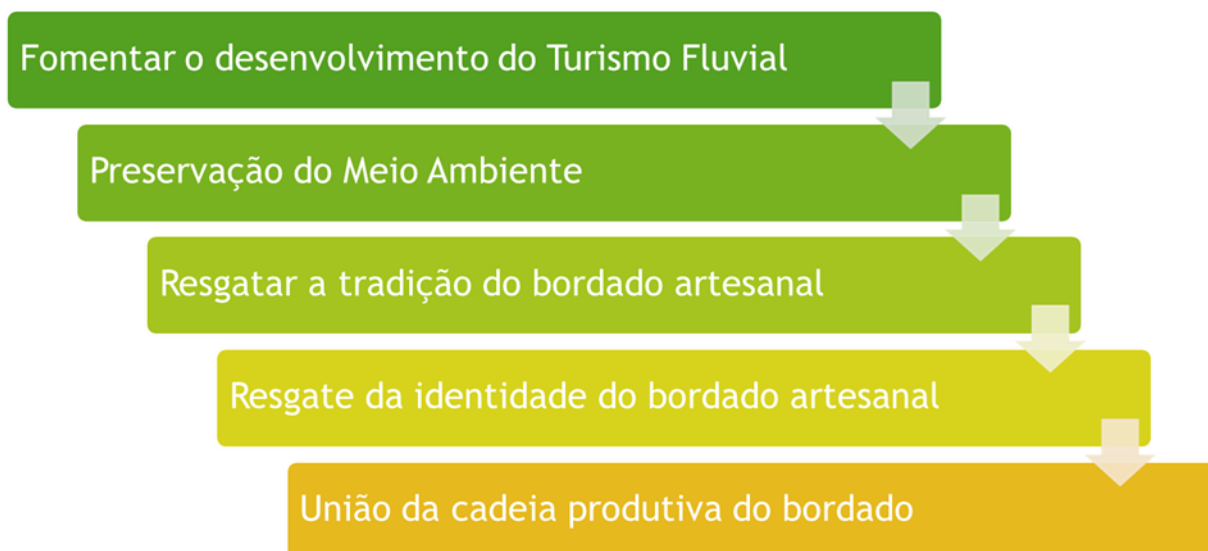 Fomentar o desenvolvimento do Turismo Fluvial
Preservação do Meio Ambiente
Resgatar a tradição do bordado artesanal
Resgate da identidade do bordado artesanal
União da cadeia produtiva do bordado